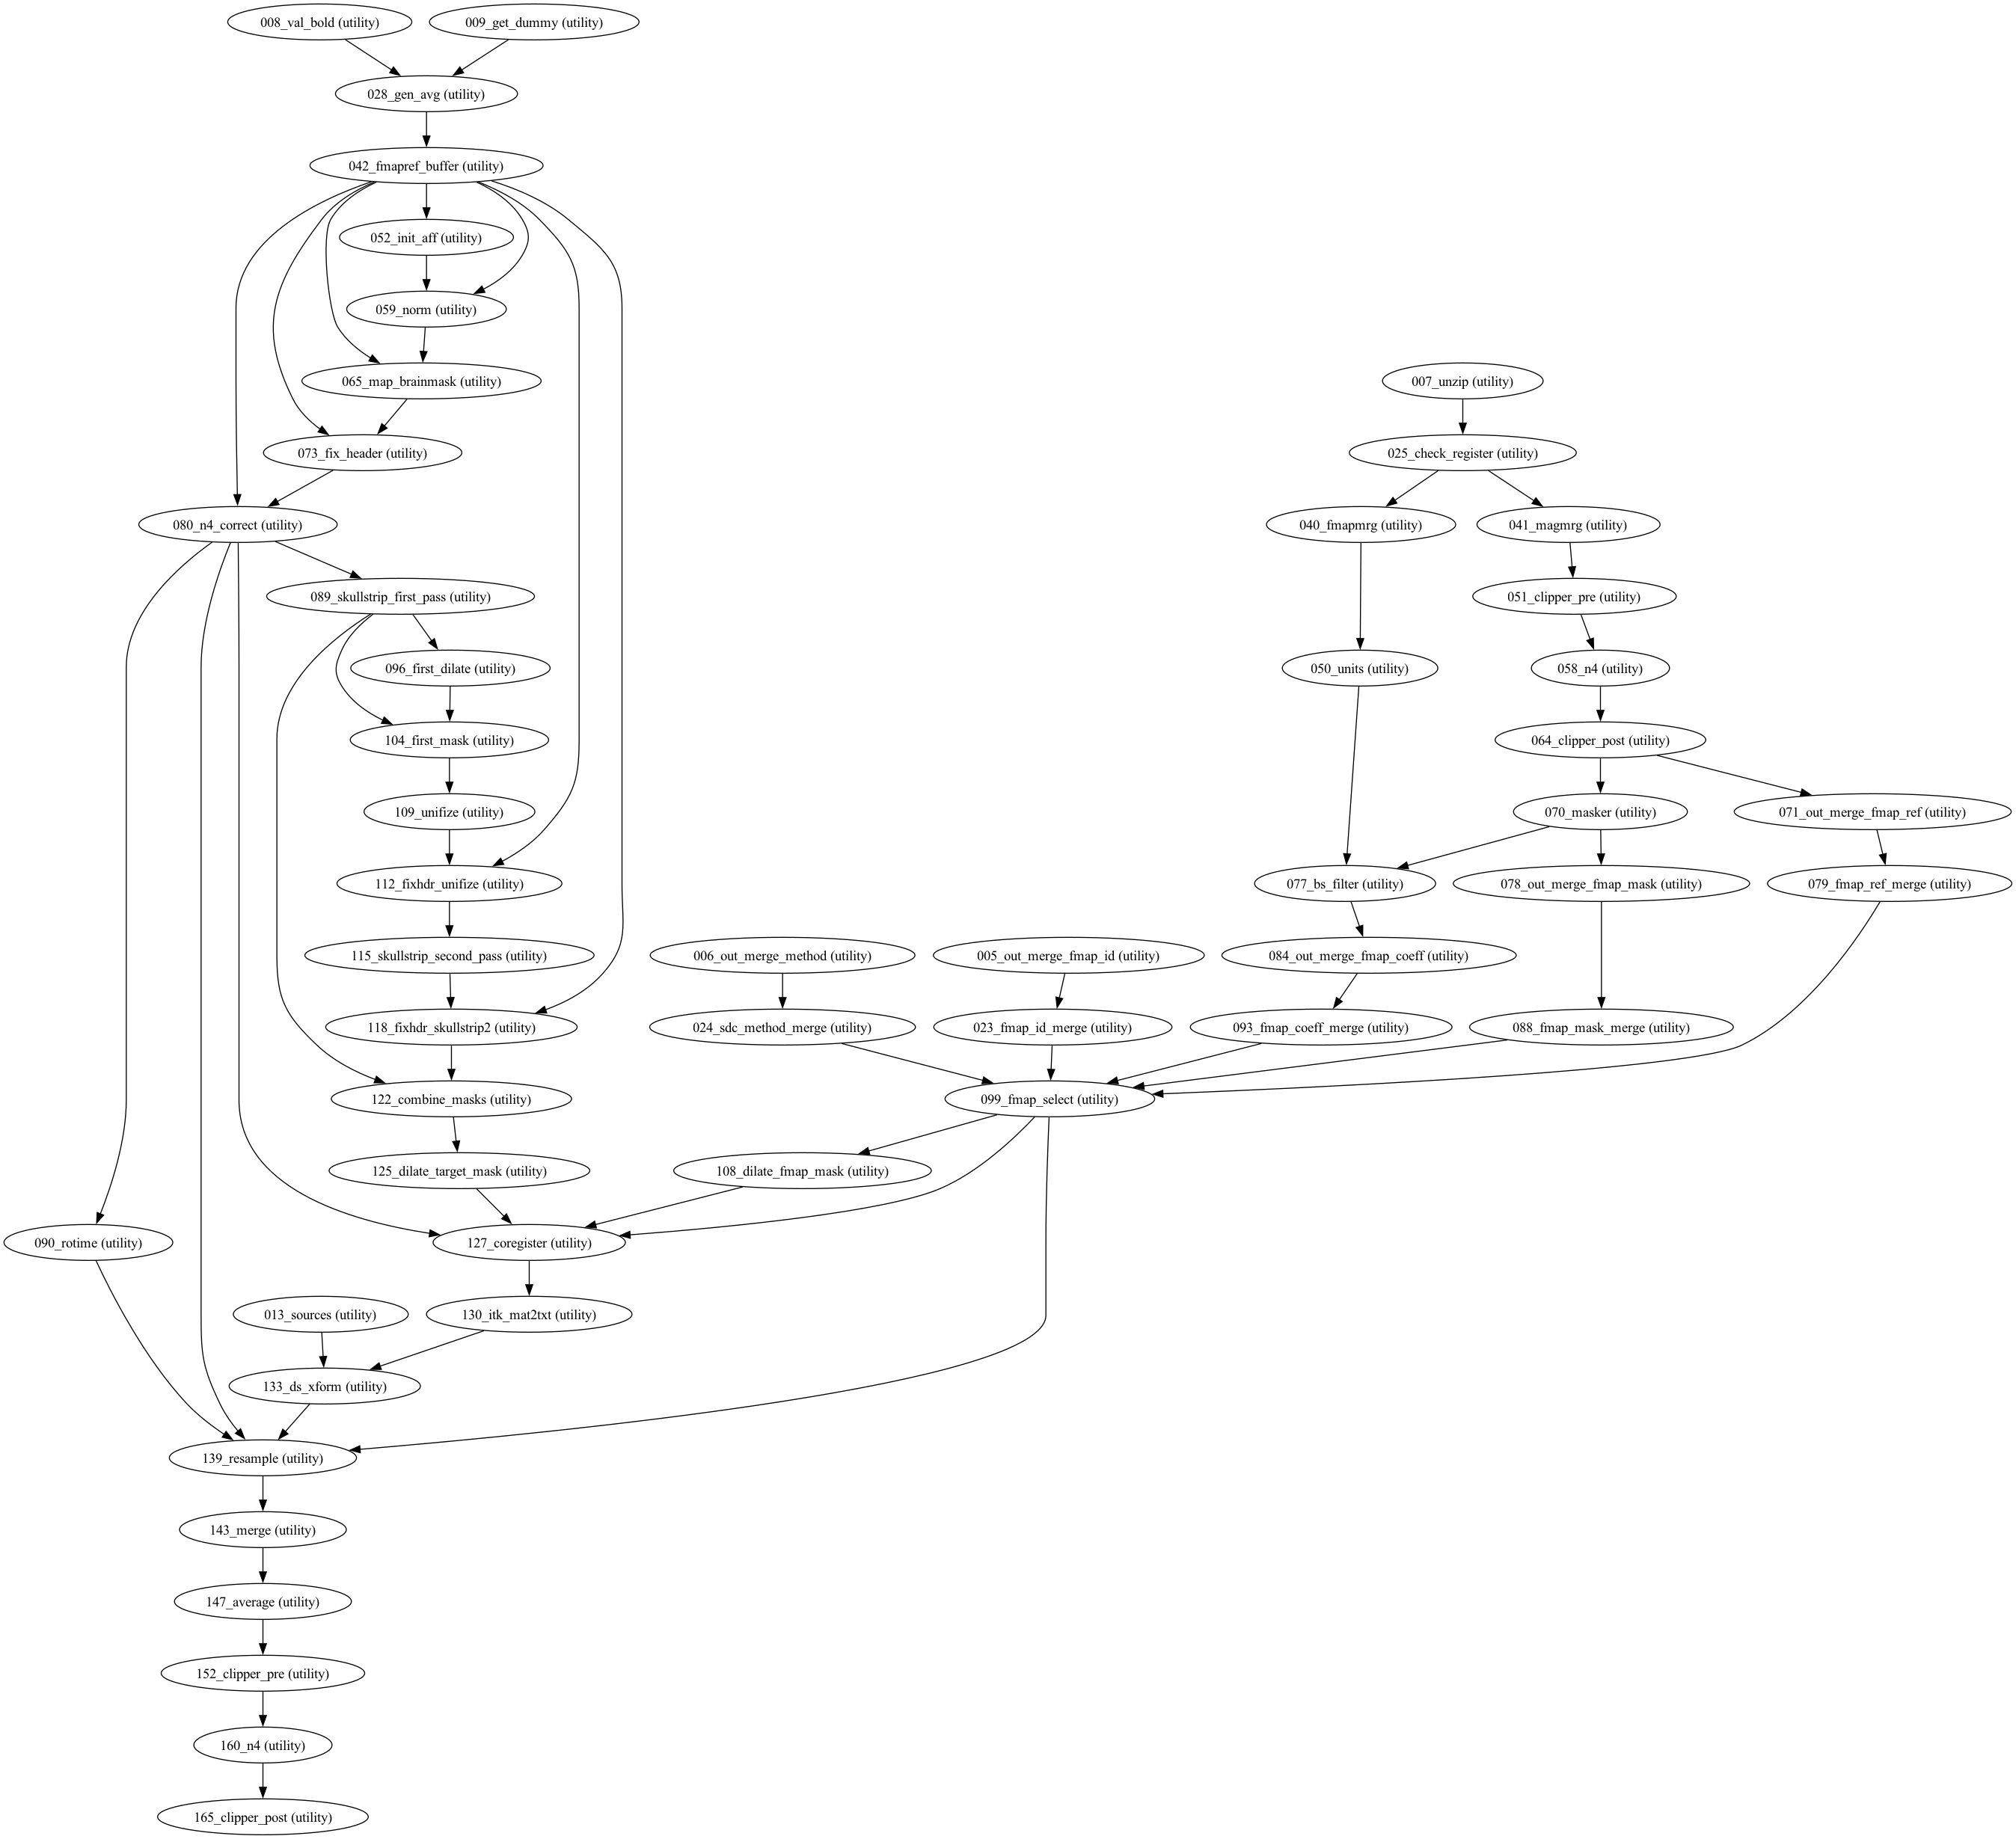 008_val_bold (utility)
009_get_dummy (utility)
028_gen_avg (utility)
042_fmapref_buffer (utility)
052_init_aff (utility)
059_norm (utility)
065_map_brainmask (utility)
007_unzip (utility)
073_fix_header (utility)
025_check_register (utility)
080_n4_correct (utility)
040_fmapmrg (utility)
041_magmrg (utility)
089_skullstrip_first_pass (utility)
051_clipper_pre (utility)
096_first_dilate (utility)
050_units (utility)
058_n4 (utility)
104_first_mask (utility)
064_clipper_post (utility)
109_unifize (utility)
070_masker (utility)
071_out_merge_fmap_ref (utility)
112_fixhdr_unifize (utility)
077_bs_filter (utility)
078_out_merge_fmap_mask (utility)
079_fmap_ref_merge (utility)
115_skullstrip_second_pass (utility)
006_out_merge_method (utility)
005_out_merge_fmap_id (utility)
084_out_merge_fmap_coeff (utility)
118_fixhdr_skullstrip2 (utility)
024_sdc_method_merge (utility)
023_fmap_id_merge (utility)
093_fmap_coeff_merge (utility)
088_fmap_mask_merge (utility)
122_combine_masks (utility)
099_fmap_select (utility)
125_dilate_target_mask (utility)
108_dilate_fmap_mask (utility)
090_rotime (utility)
127_coregister (utility)
013_sources (utility)
130_itk_mat2txt (utility)
133_ds_xform (utility)
139_resample (utility)
143_merge (utility)
147_average (utility)
152_clipper_pre (utility)
160_n4 (utility)
165_clipper_post (utility)